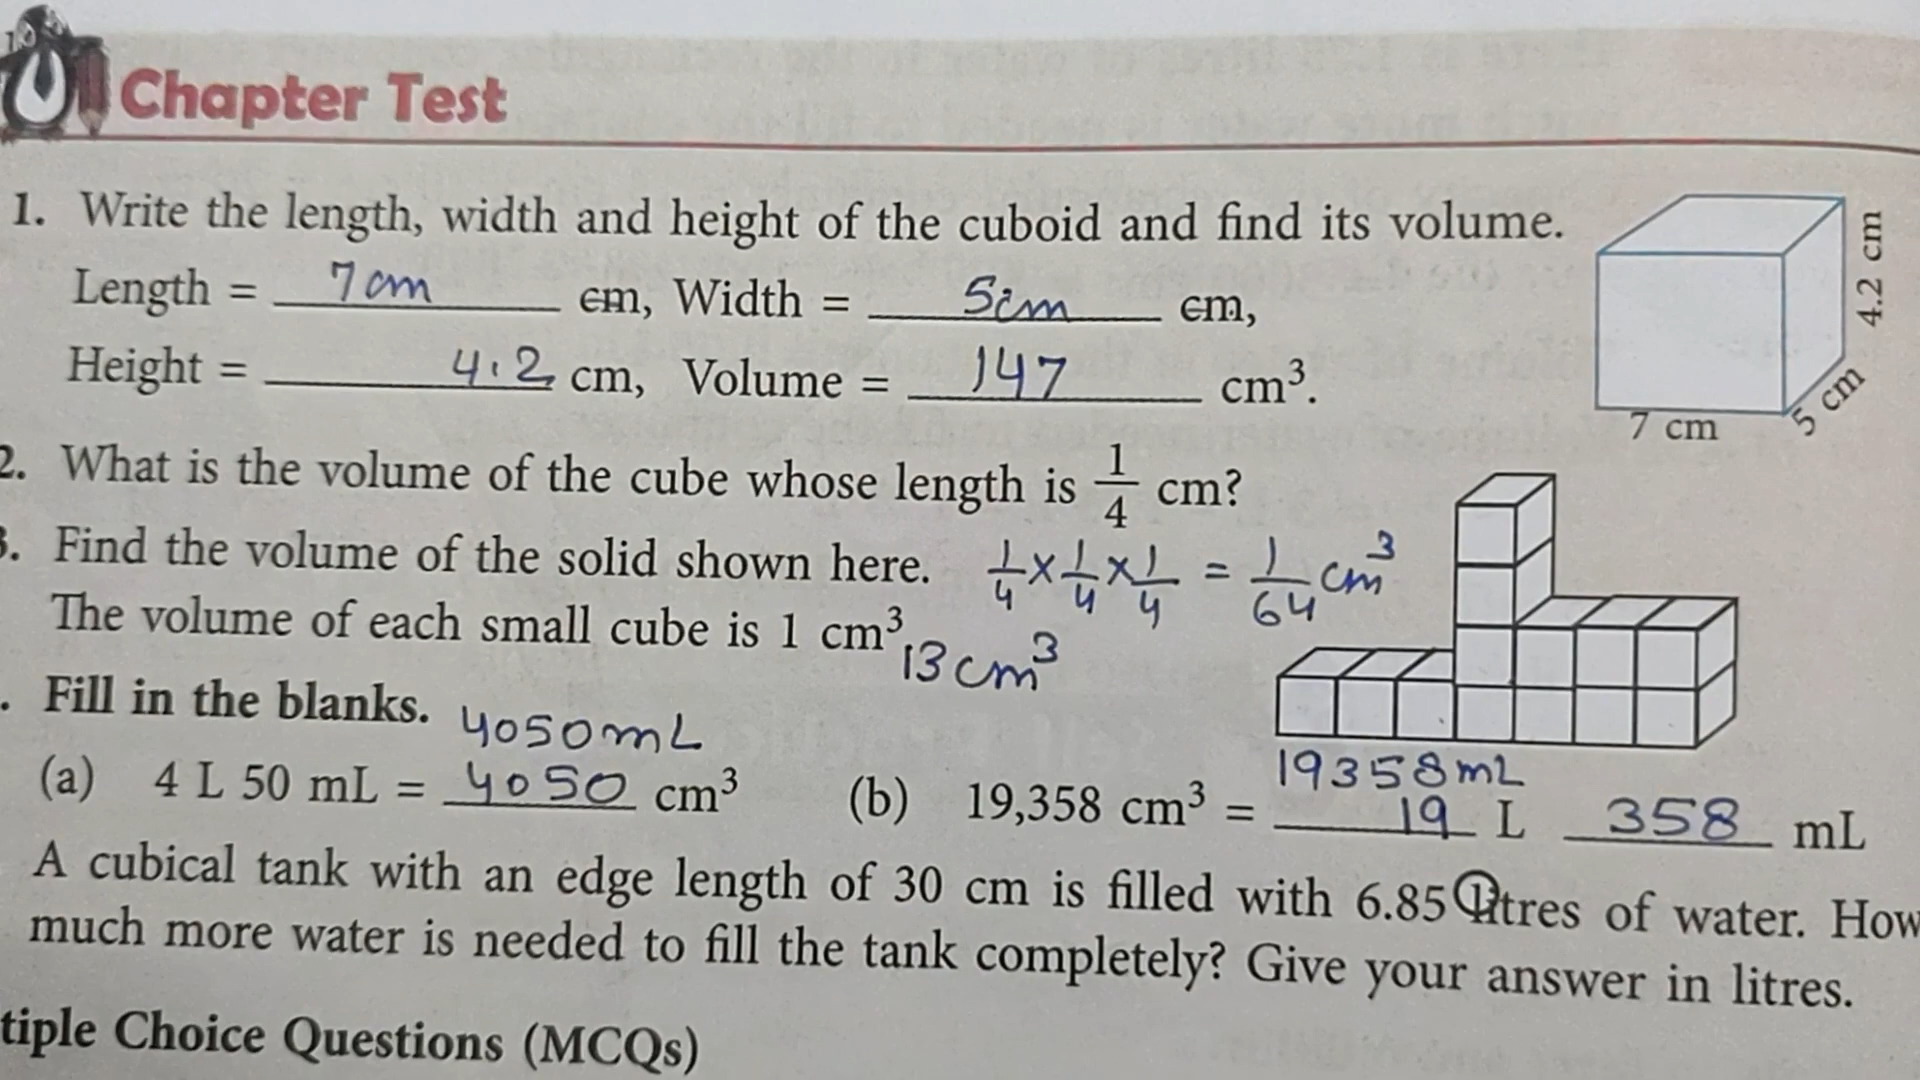 Chapter Test
1. Write the length, width and height of the cuboid and find its volume.
Length = 7cm cm, Width = 5cm cm,
Height = 4.2 cm, Volume = 147 cm³.
4.2 cm
5 cm
7 cm
2. What is the volume of the cube whose length is 1/4 cm?
1/4 × 1/4 × 1/4 = 1/64 cm³
3. Find the volume of the solid shown here.
The volume of each small cube is 1 cm³
13cm³
. Fill in the blanks.
4050mL
(a) 4 L 50 mL = 4050 cm³
19358mL
(b) 19,358 cm³ = 19 L 358 mL
A cubical tank with an edge length of 30 cm is filled with 6.85 litres of water. How
much more water is needed to fill the tank completely? Give your answer in litres.
tiple Choice Questions (MCQs)